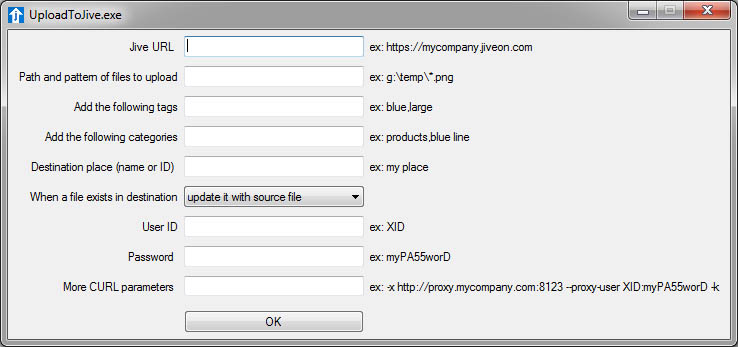 UploadToJive.exe
Jive URL ex: https://mycompany.jiveon.com
Path and pattern of files to upload ex: g:\temp\*.png
Add the following tags ex: blue,large
Add the following categories ex: products,blue line
Destination place (name or ID) ex: my place
When a file exists in destination update it with source file
User ID ex: XID
Password ex: myPA55worD
More CURL parameters ex: -x http://proxy.mycompany.com:8123 --proxy-user XID:myPA55worD -k
OK